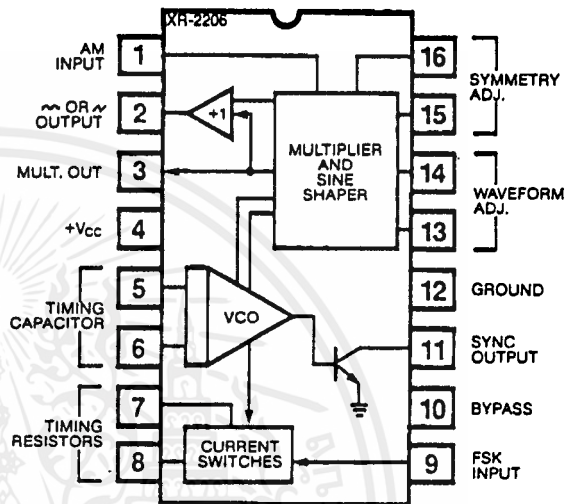 XR-2206
AM
INPUT
1
16
SYMMETRY
ADJ.
OR
OUTPUT
2
+1
15
MULT. OUT
3
MULTIPLIER
AND
SINE
SHAPER
14
WAVEFORM
ADJ.
+Vcc
4
13
TIMING
CAPACITOR
5
6
VCO
12
GROUND
11
SYNC
OUTPUT
TIMING
RESISTORS
7
8
CURRENT
SWITCHES
10
BYPASS
9
FSK
INPUT